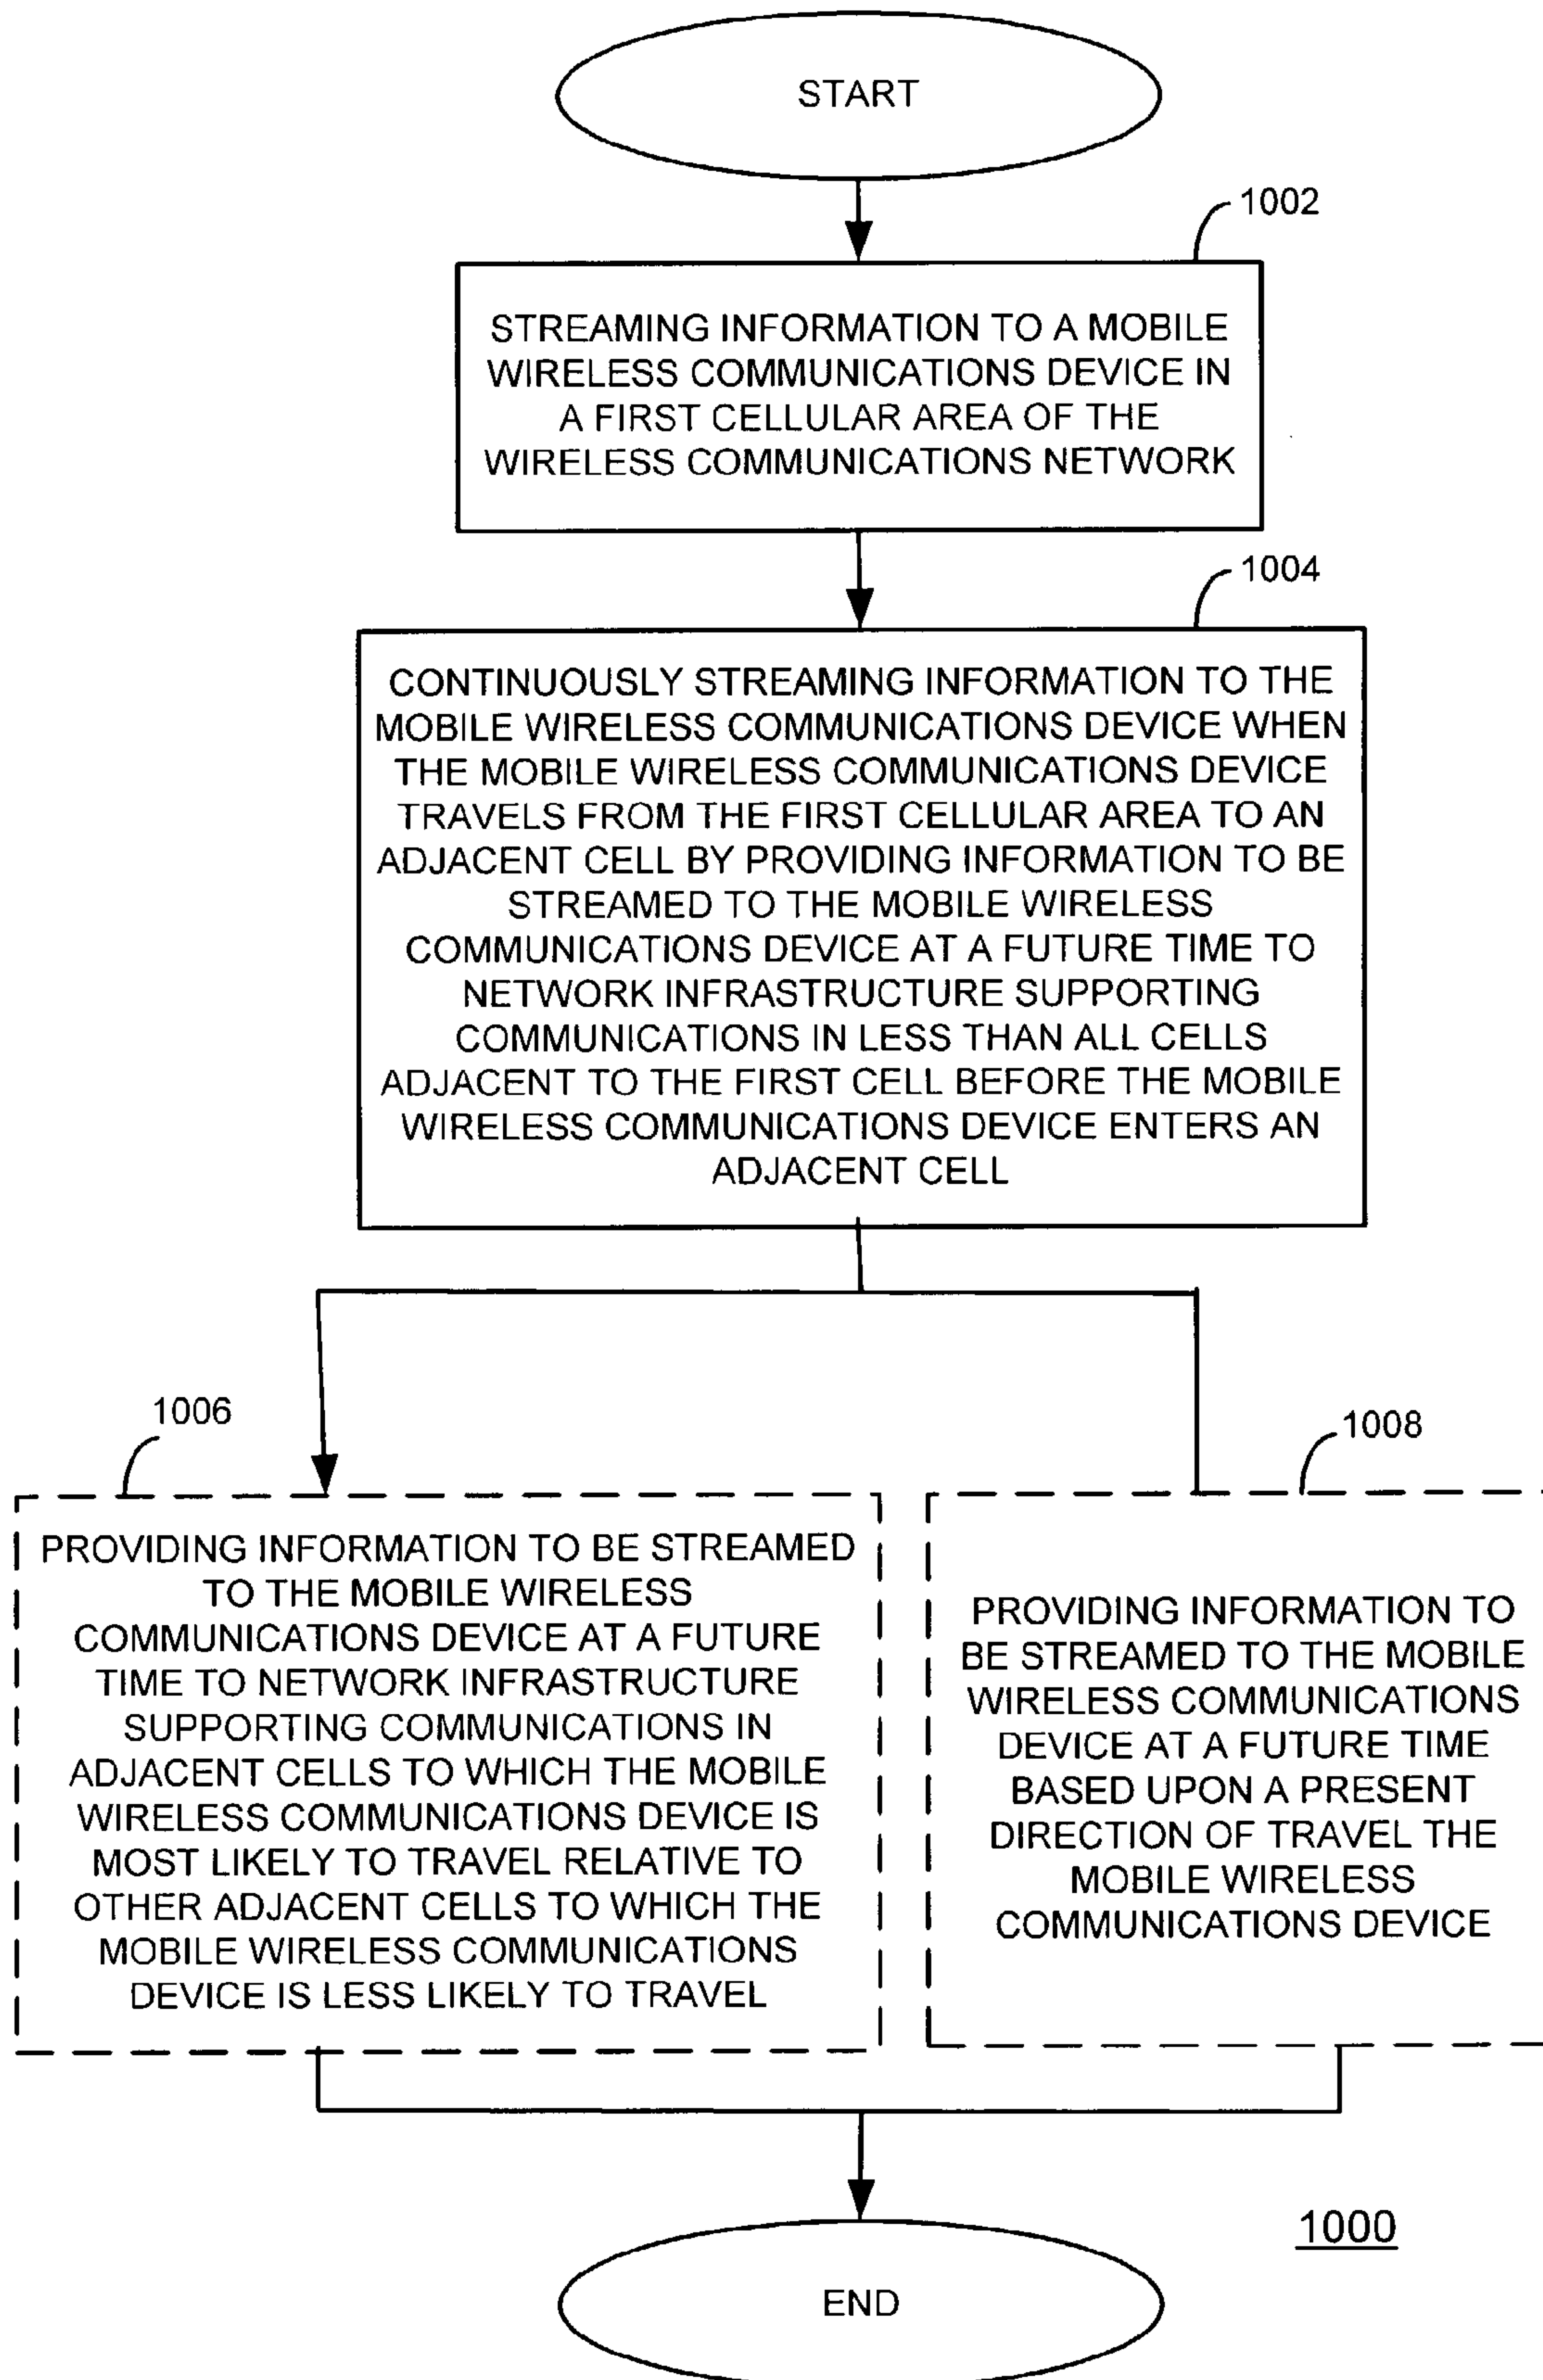 START
1002
STREAMING INFORMATION TO A MOBILE
WIRELESS COMMUNICATIONS DEVICE IN
A FIRST CELLULAR AREA OF THE
WIRELESS COMMUNICATIONS NETWORK
1004
CONTINUOUSLY STREAMING INFORMATION TO THE
MOBILE WIRELESS COMMUNICATIONS DEVICE WHEN
THE MOBILE WIRELESS COMMUNICATIONS DEVICE
TRAVELS FROM THE FIRST CELLULAR AREA TO AN
ADJACENT CELL BY PROVIDING INFORMATION TO BE
STREAMED TO THE MOBILE WIRELESS
COMMUNICATIONS DEVICE AT A FUTURE TIME TO
NETWORK INFRASTRUCTURE SUPPORTING
COMMUNICATIONS IN LESS THAN ALL CELLS
ADJACENT TO THE FIRST CELL BEFORE THE MOBILE
WIRELESS COMMUNICATIONS DEVICE ENTERS AN
ADJACENT CELL
1006
PROVIDING INFORMATION TO BE STREAMED
TO THE MOBILE WIRELESS
COMMUNICATIONS DEVICE AT A FUTURE
TIME TO NETWORK INFRASTRUCTURE
SUPPORTING COMMUNICATIONS IN
ADJACENT CELLS TO WHICH THE MOBILE
WIRELESS COMMUNICATIONS DEVICE IS
MOST LIKELY TO TRAVEL RELATIVE TO
OTHER ADJACENT CELLS TO WHICH THE
MOBILE WIRELESS COMMUNICATIONS
DEVICE IS LESS LIKELY TO TRAVEL
1008
PROVIDING INFORMATION TO
BE STREAMED TO THE MOBILE
WIRELESS COMMUNICATIONS
DEVICE AT A FUTURE TIME
BASED UPON A PRESENT
DIRECTION OF TRAVEL THE
MOBILE WIRELESS
COMMUNICATIONS DEVICE
1000
END